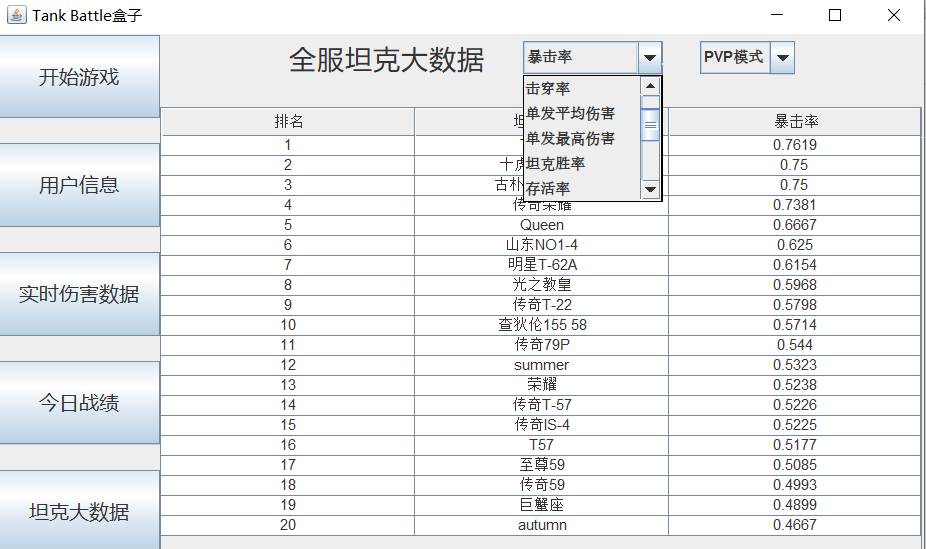 Tank Battle盒子
开始游戏
用户信息
实时伤害数据
今日战绩
坦克大数据
全服坦克大数据 暴击率 PVP模式
击穿率
单发平均伤害
单发最高伤害
坦克胜率
存活率
排名 暴击率
1 0.7619
2 0.75
3 古朴 0.75
4 传奇荣耀 0.7381
5 Queen 0.6667
6 山东NO1-4 0.625
7 明星T-62A 0.6154
8 光之教皇 0.5968
9 传奇T-22 0.5798
10 查狄伦155 58 0.5714
11 传奇79P 0.544
12 summer 0.5323
13 荣耀 0.5238
14 传奇T-57 0.5226
15 传奇IS-4 0.5225
16 T57 0.5177
17 至尊59 0.5085
18 传奇59 0.4993
19 巨蟹座 0.4899
20 autumn 0.4667